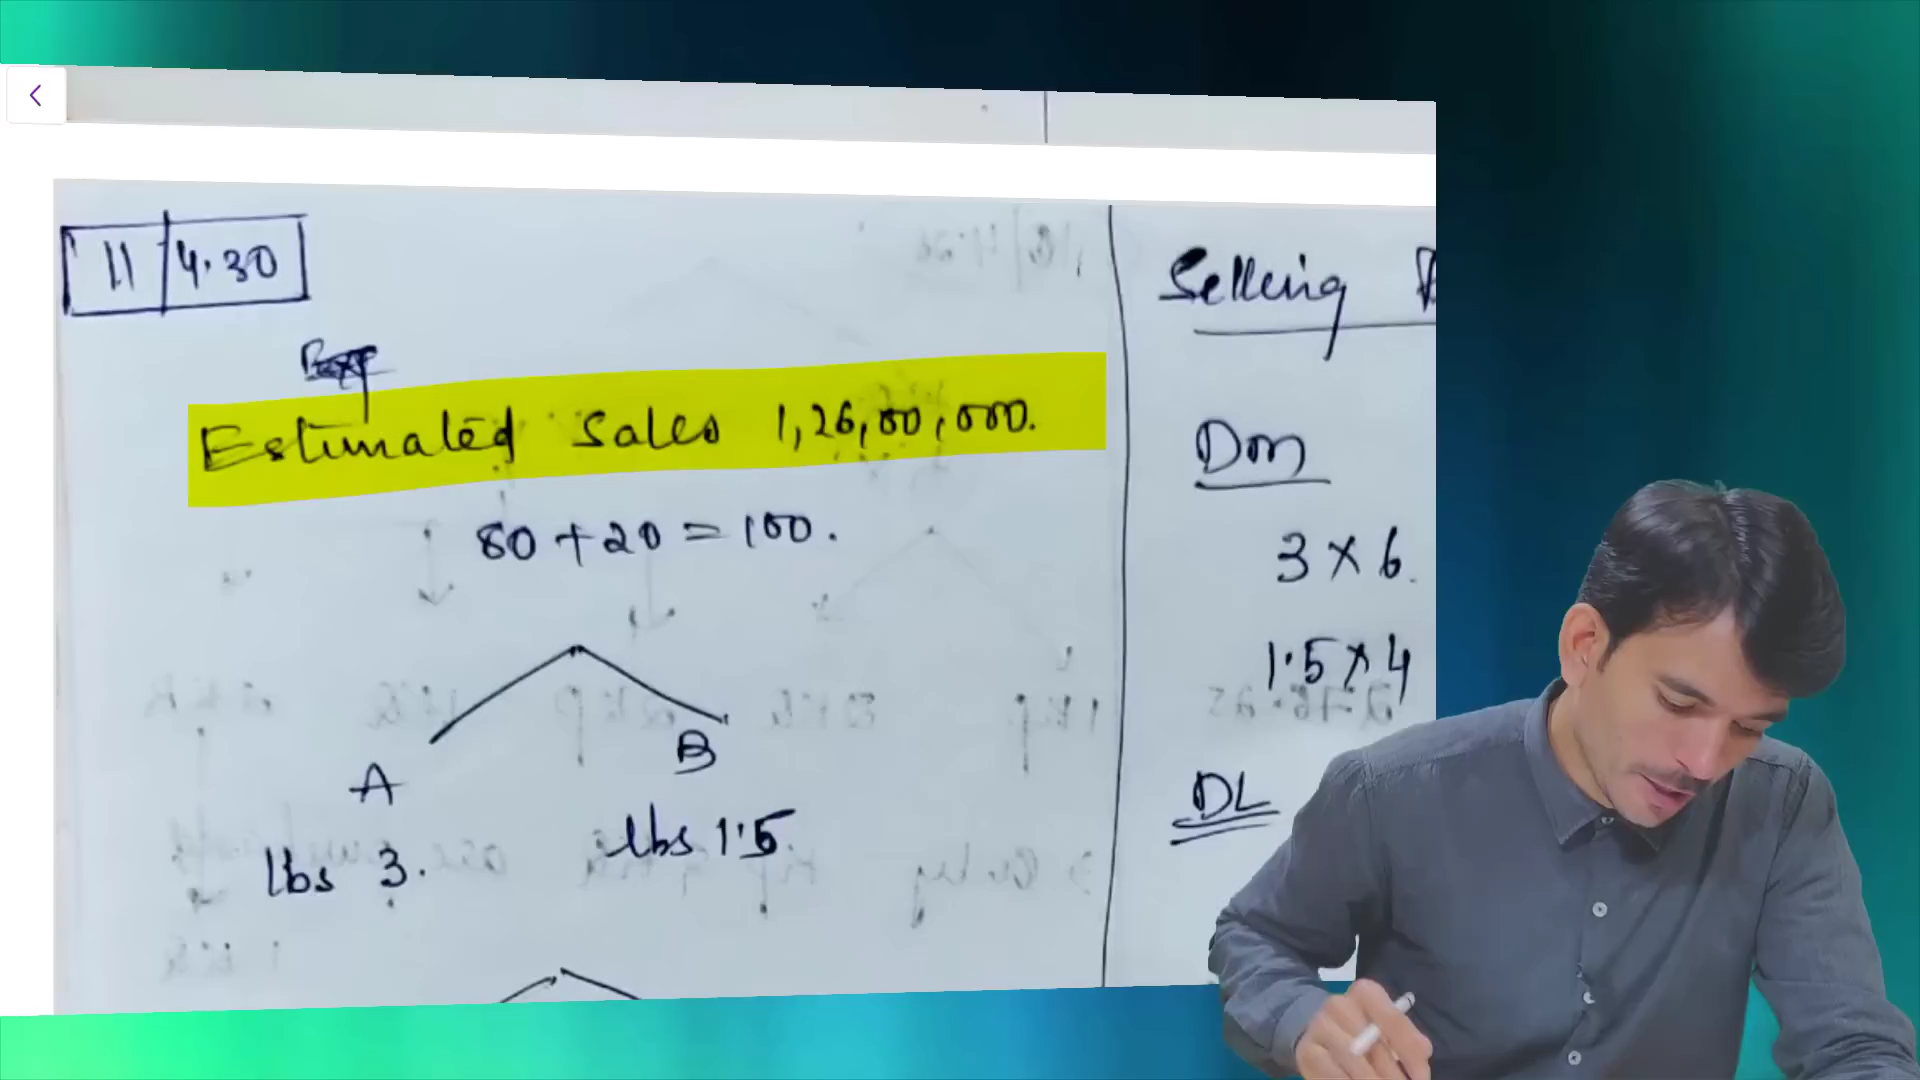 11 4.30
Estimated Sales 1,26,00,000.
80 + 20 = 100.
A
B
lbs 3.
lbs 1.5
Selling
DM
3 × 6.
1.5 × 4
DL